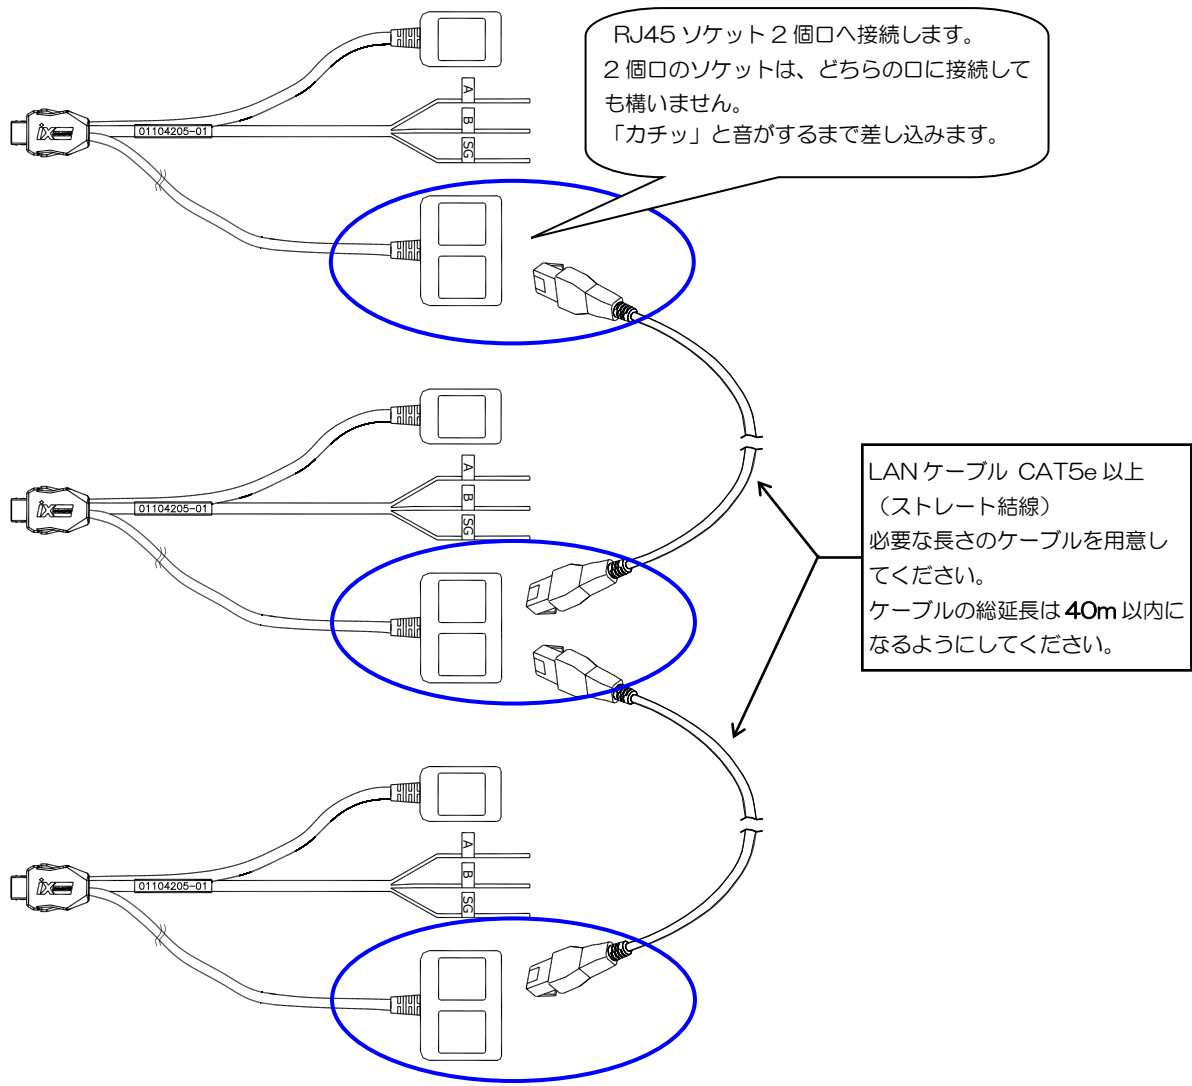 RJ45 ソケット 2 個口へ接続します。
2 個口のソケットは、どちらの口に接続して
も構いません。
「カチッ」と音がするまで差し込みます。
A
B
SG
01104205-01
ix
LAN ケーブル CAT5e 以上
（ストレート結線）
必要な長さのケーブルを用意し
てください。
ケーブルの総延長は 40m 以内に
なるようにしてください。
A
B
SG
01104205-01
ix
A
B
SG
01104205-01
ix